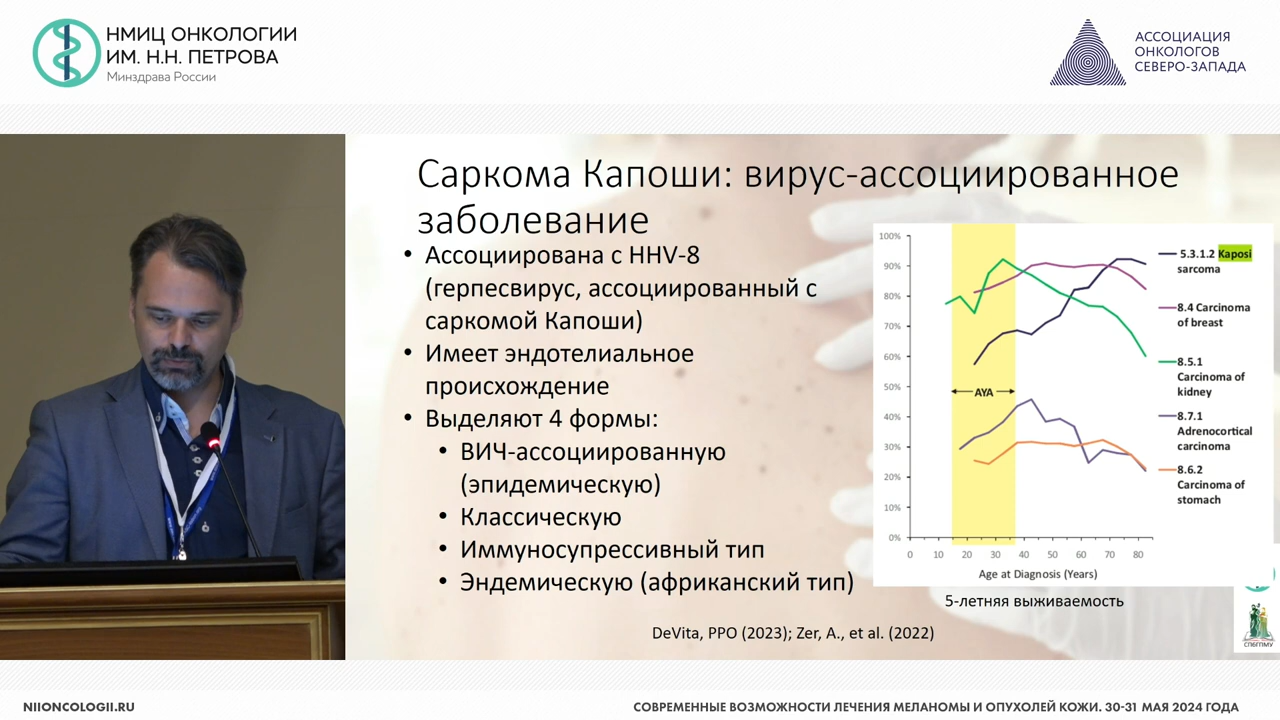 НМИЦ ОНКОЛОГИИ
ИМ. Н.Н. ПЕТРОВА
Минздрава России
АССОЦИАЦИЯ
ОНКОЛОГОВ
СЕВЕРО-ЗАПАДА
Саркома Капоши: вирус-ассоциированное
заболевание
• Ассоциирована с HHV-8
(герпесвирус, ассоциированный с
саркомой Капоши)
• Имеет эндотелиальное
происхождение
• Выделяют 4 формы:
• ВИЧ-ассоциированную
(эпидемическую)
• Классическую
• Иммуносупрессивный тип
• Эндемическую (африканский тип)
100%
90%
80%
70%
60%
50%
40%
30%
20%
10%
0%
0 10 20 30 40 50 60 70 80
Age at Diagnosis (Years)
AYA
5.3.1.2 Kaposi
sarcoma
8.4 Carcinoma
of breast
8.5.1
Carcinoma of
kidney
8.7.1
Adrenocortical
carcinoma
8.6.2
Carcinoma of
stomach
5-летняя выживаемость
DeVita, PPO (2023); Zer, A., et al. (2022)
СПбГПМУ
NIIONCOLOGII.RU
СОВРЕМЕННЫЕ ВОЗМОЖНОСТИ ЛЕЧЕНИЯ МЕЛАНОМЫ И ОПУХОЛЕЙ КОЖИ. 30-31 МАЯ 2024 ГОДА